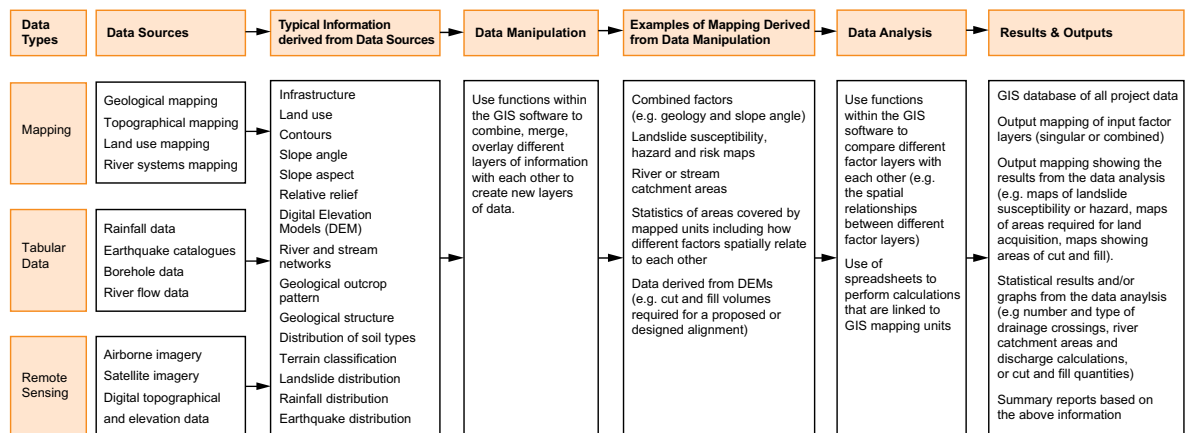 Data
Types
Data Sources
Typical Information
derived from Data Sources
Data Manipulation
Examples of Mapping Derived
from Data Manipulation
Data Analysis
Results & Outputs
Mapping
Geological mapping
Topographical mapping
Land use mapping
River systems mapping
Tabular
Data
Rainfall data
Earthquake catalogues
Borehole data
River flow data
Remote
Sensing
Airborne imagery
Satellite imagery
Digital topographical
and elevation data
Infrastructure
Land use
Contours
Slope angle
Slope aspect
Relative relief
Digital Elevation
Models (DEM)
River and stream
networks
Geological outcrop
pattern
Geological structure
Distribution of soil types
Terrain classification
Landslide distribution
Rainfall distribution
Earthquake distribution
Use functions within
the GIS software to
combine, merge,
overlay different
layers of information
with each other to
create new layers
of data.
Combined factors
(e.g. geology and slope angle)
Landslide susceptibility,
hazard and risk maps
River or stream
catchment areas
Statistics of areas covered by
mapped units including how
different factors spatially relate
to each other
Data derived from DEMs
(e.g. cut and fill volumes
required for a proposed or
designed alignment)
Use functions
within the GIS
software to
compare different
factor layers with
each other (e.g.
the spatial
relationships
between different
factor layers)
Use of
spreadsheets to
perform calculations
that are linked to
GIS mapping units
GIS database of all project data
Output mapping of input factor
layers (singular or combined)
Output mapping showing the
results from the data analysis
(e.g. maps of landslide
susceptibility or hazard, maps
of areas required for land
acquisition, maps showing
areas of cut and fill).
Statistical results and/or
graphs from the data anaylsis
(e.g number and type of
drainage crossings, river
catchment areas and
discharge calculations,
or cut and fill quantities)
Summary reports based on
the above information